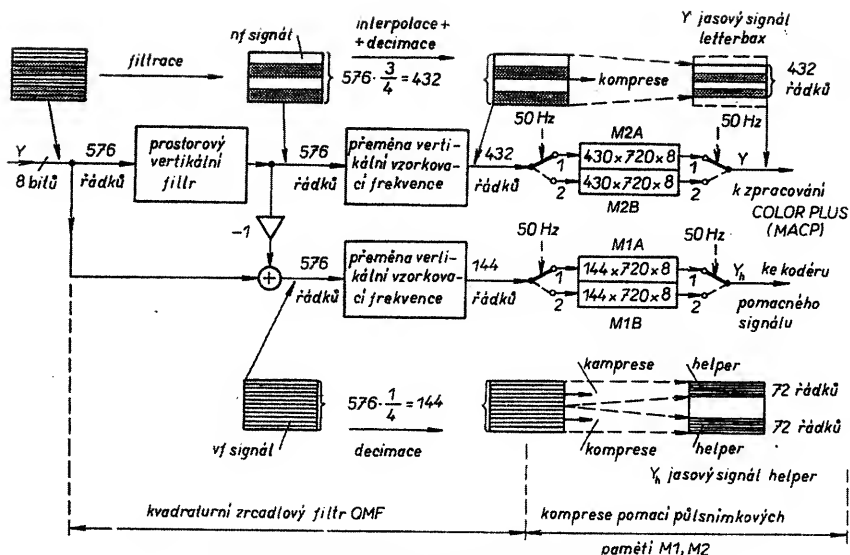 nf signál
interpolace +
+ decimace
Y jasový signál
letterbax
filtrace
576 · 3/4 = 432
komprese
432
řádků
50 Hz
50 Hz
Y
8 bitů
576
řádků
prostorový
vertikální
filtr
576
řádků
přeměna verti-
kální vzorkova-
cí frekvence
432
řádků
M2A
1 430×720×8 1
2 430×720×8 2
M2B
Y
k zpracování
COLOR PLUS
(MACP)
-1
+
576
řádků
přeměna verti-
kální vzorkova-
cí frekvence
144
řádků
50 Hz
50 Hz
M1A
1 144×720×8 1
2 144×720×8 2
M1B
Yh
ke kodéru
pomacného
signálu
kamprese
helper
576 · 1/4 = 144
72 řádků
72 řádků
vf signál
decimace
komprese
helper
Yh jasový signál helper
kvadraturní zrcadlový filtr QMF
komprese pomací půlsnímkových
pamětí M1, M2